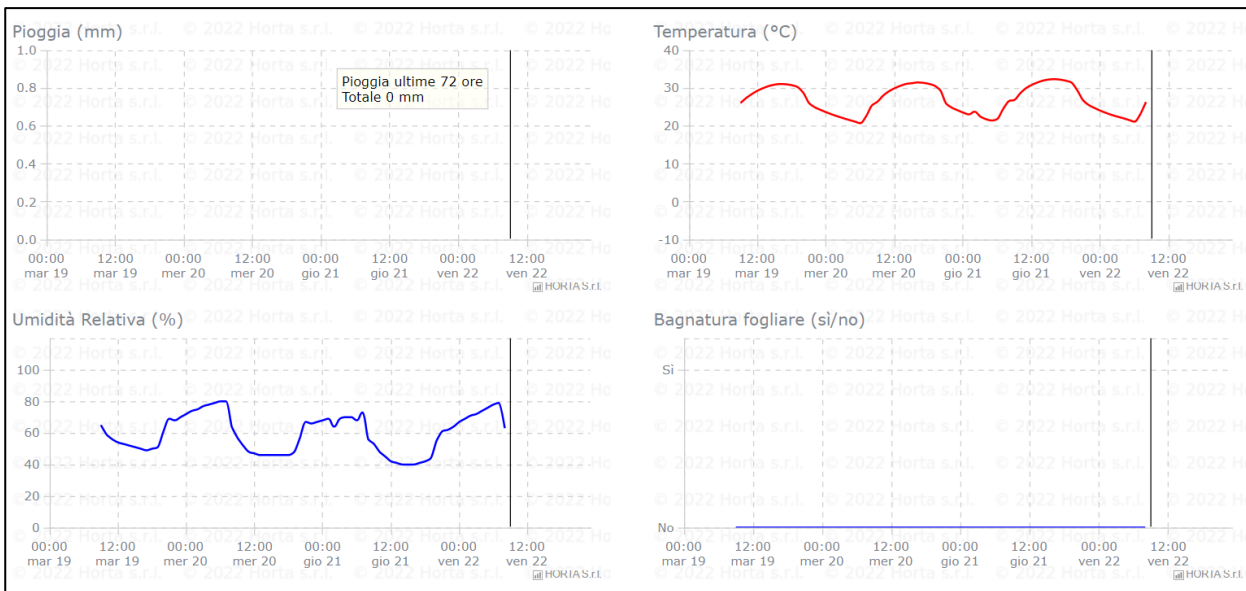 Pioggia (mm)
1.0
0.8
0.6
0.4
0.2
0.0
Pioggia ultime 72 ore
Totale 0 mm
00:00 12:00 00:00 12:00 00:00 12:00 00:00 12:00
mar 19 mar 19 mer 20 mer 20 gio 21 gio 21 ven 22 ven 22
HORTA S.r.l.
Temperatura (°C)
40
30
20
10
0
-10
00:00 12:00 00:00 12:00 00:00 12:00 00:00 12:00
mar 19 mar 19 mer 20 mer 20 gio 21 gio 21 ven 22 ven 22
HORTA S.r.l.
Umidità Relativa (%)
100
80
60
40
20
0
00:00 12:00 00:00 12:00 00:00 12:00 00:00 12:00
mar 19 mar 19 mer 20 mer 20 gio 21 gio 21 ven 22 ven 22
HORTA S.r.l.
Bagnatura fogliare (sì/no)
Si
No
00:00 12:00 00:00 12:00 00:00 12:00 00:00 12:00
mar 19 mar 19 mer 20 mer 20 gio 21 gio 21 ven 22 ven 22
HORTA S.r.l.
© 2022 Horta s.r.l.